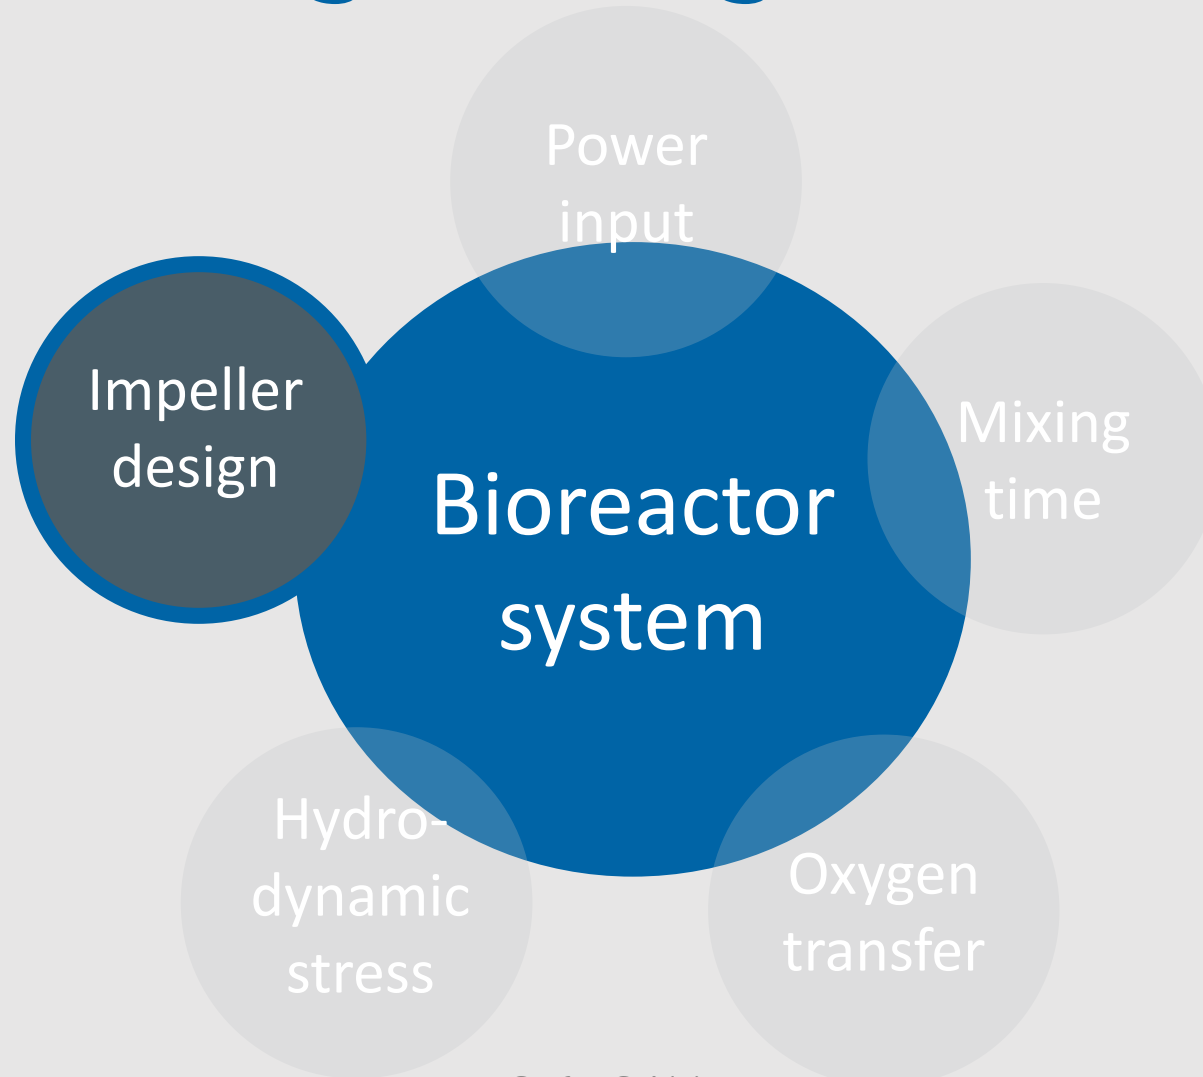 Power
input
Impeller
design
Mixing
time
Bioreactor
system
Hydro-
dynamic
stress
Oxygen
transfer